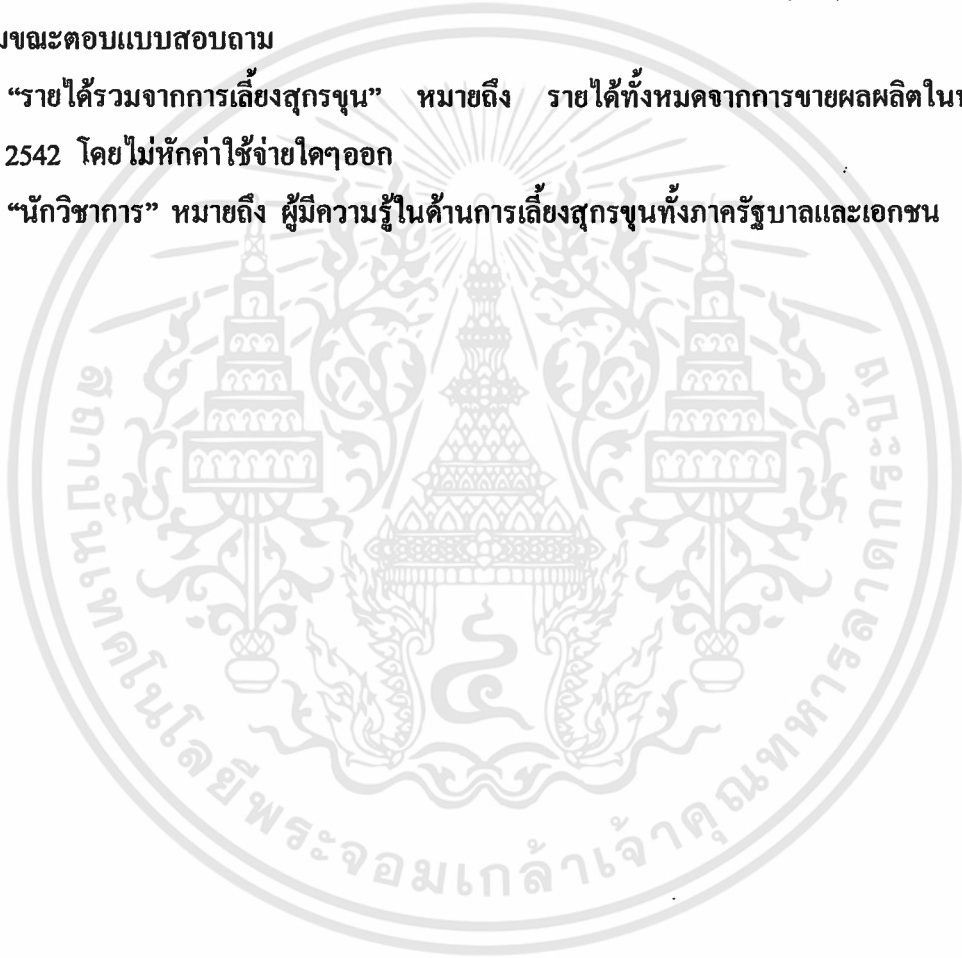 ขณะตอบแบบสอบถาม
“รายได้รวมจากการเลี้ยงสุกรขุน” หมายถึง รายได้ทั้งหมดจากการขายผลผลิตใน
2542 โดยไม่หักค่าใช้จ่ายใดๆออก
“นักวิชาการ” หมายถึง ผู้มีความรู้ในด้านการเลี้ยงสุกรขุนทั้งภาครัฐบาลและเอกชน
สถาบันเทคโนโลยีพระจอมเกล้าเจ้าคุณทหารลาดกระบัง